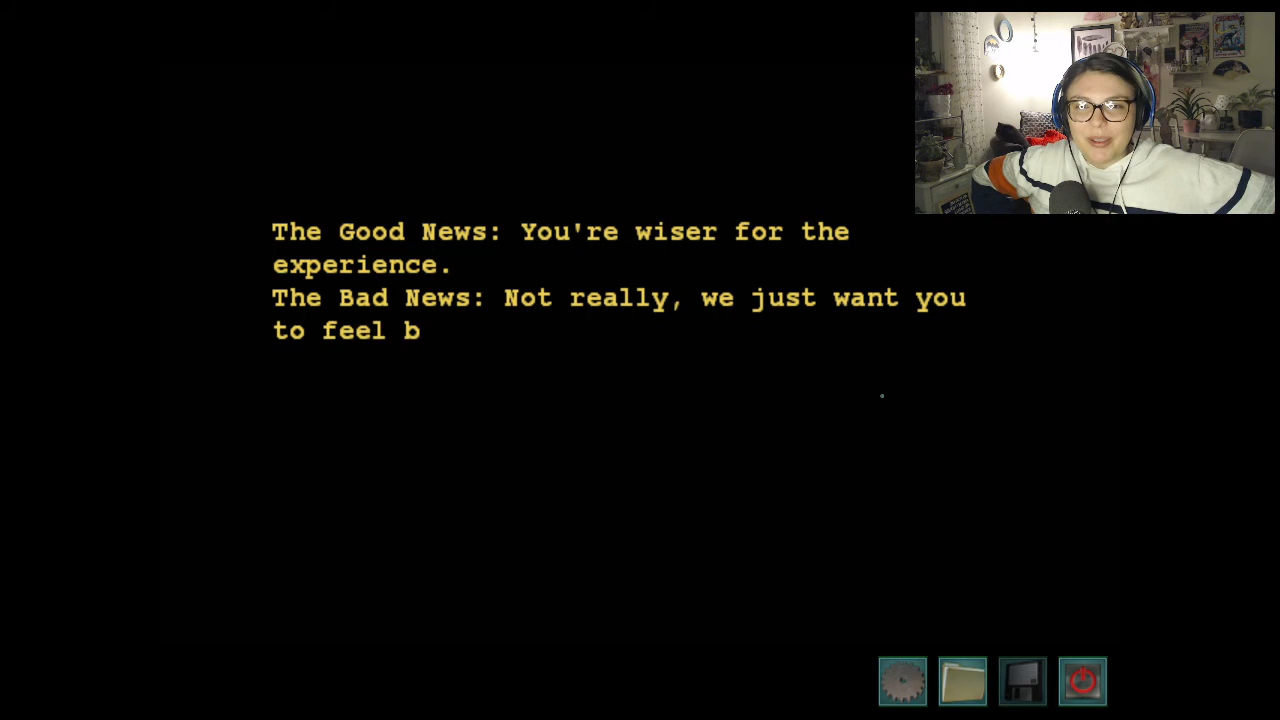 The Good News: You're wiser for the
experience.
The Bad News: Not really, we just want you
to feel b